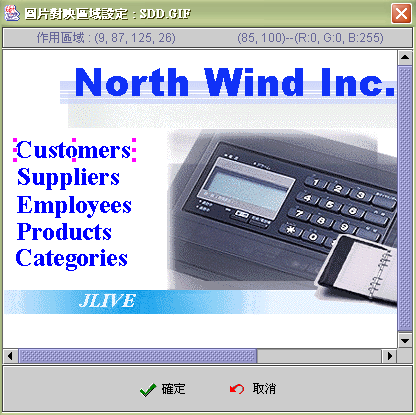 圖片對映區域設定 : SDD.GIF
作用區域 : (9, 87, 125, 26) (85, 100)--(R:0, G:0, B:255)
North Wind Inc.
Customers
Suppliers
Employees
Products
Categories
JLIVE
確定 取消